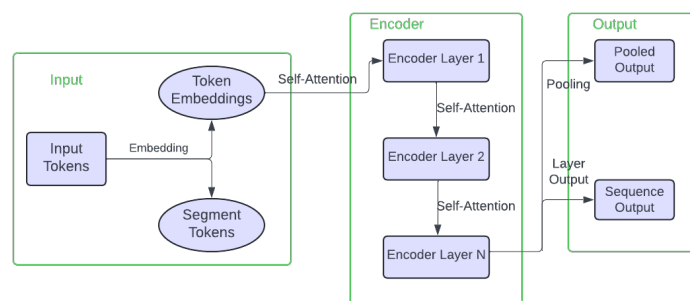 Input
Input
Tokens
Embedding
Token
Embeddings
Segment
Tokens
Self-Attention
Encoder
Encoder Layer 1
Self-Attention
Encoder Layer 2
Self-Attention
Encoder Layer N
Pooling
Layer
Output
Output
Pooled
Output
Sequence
Output